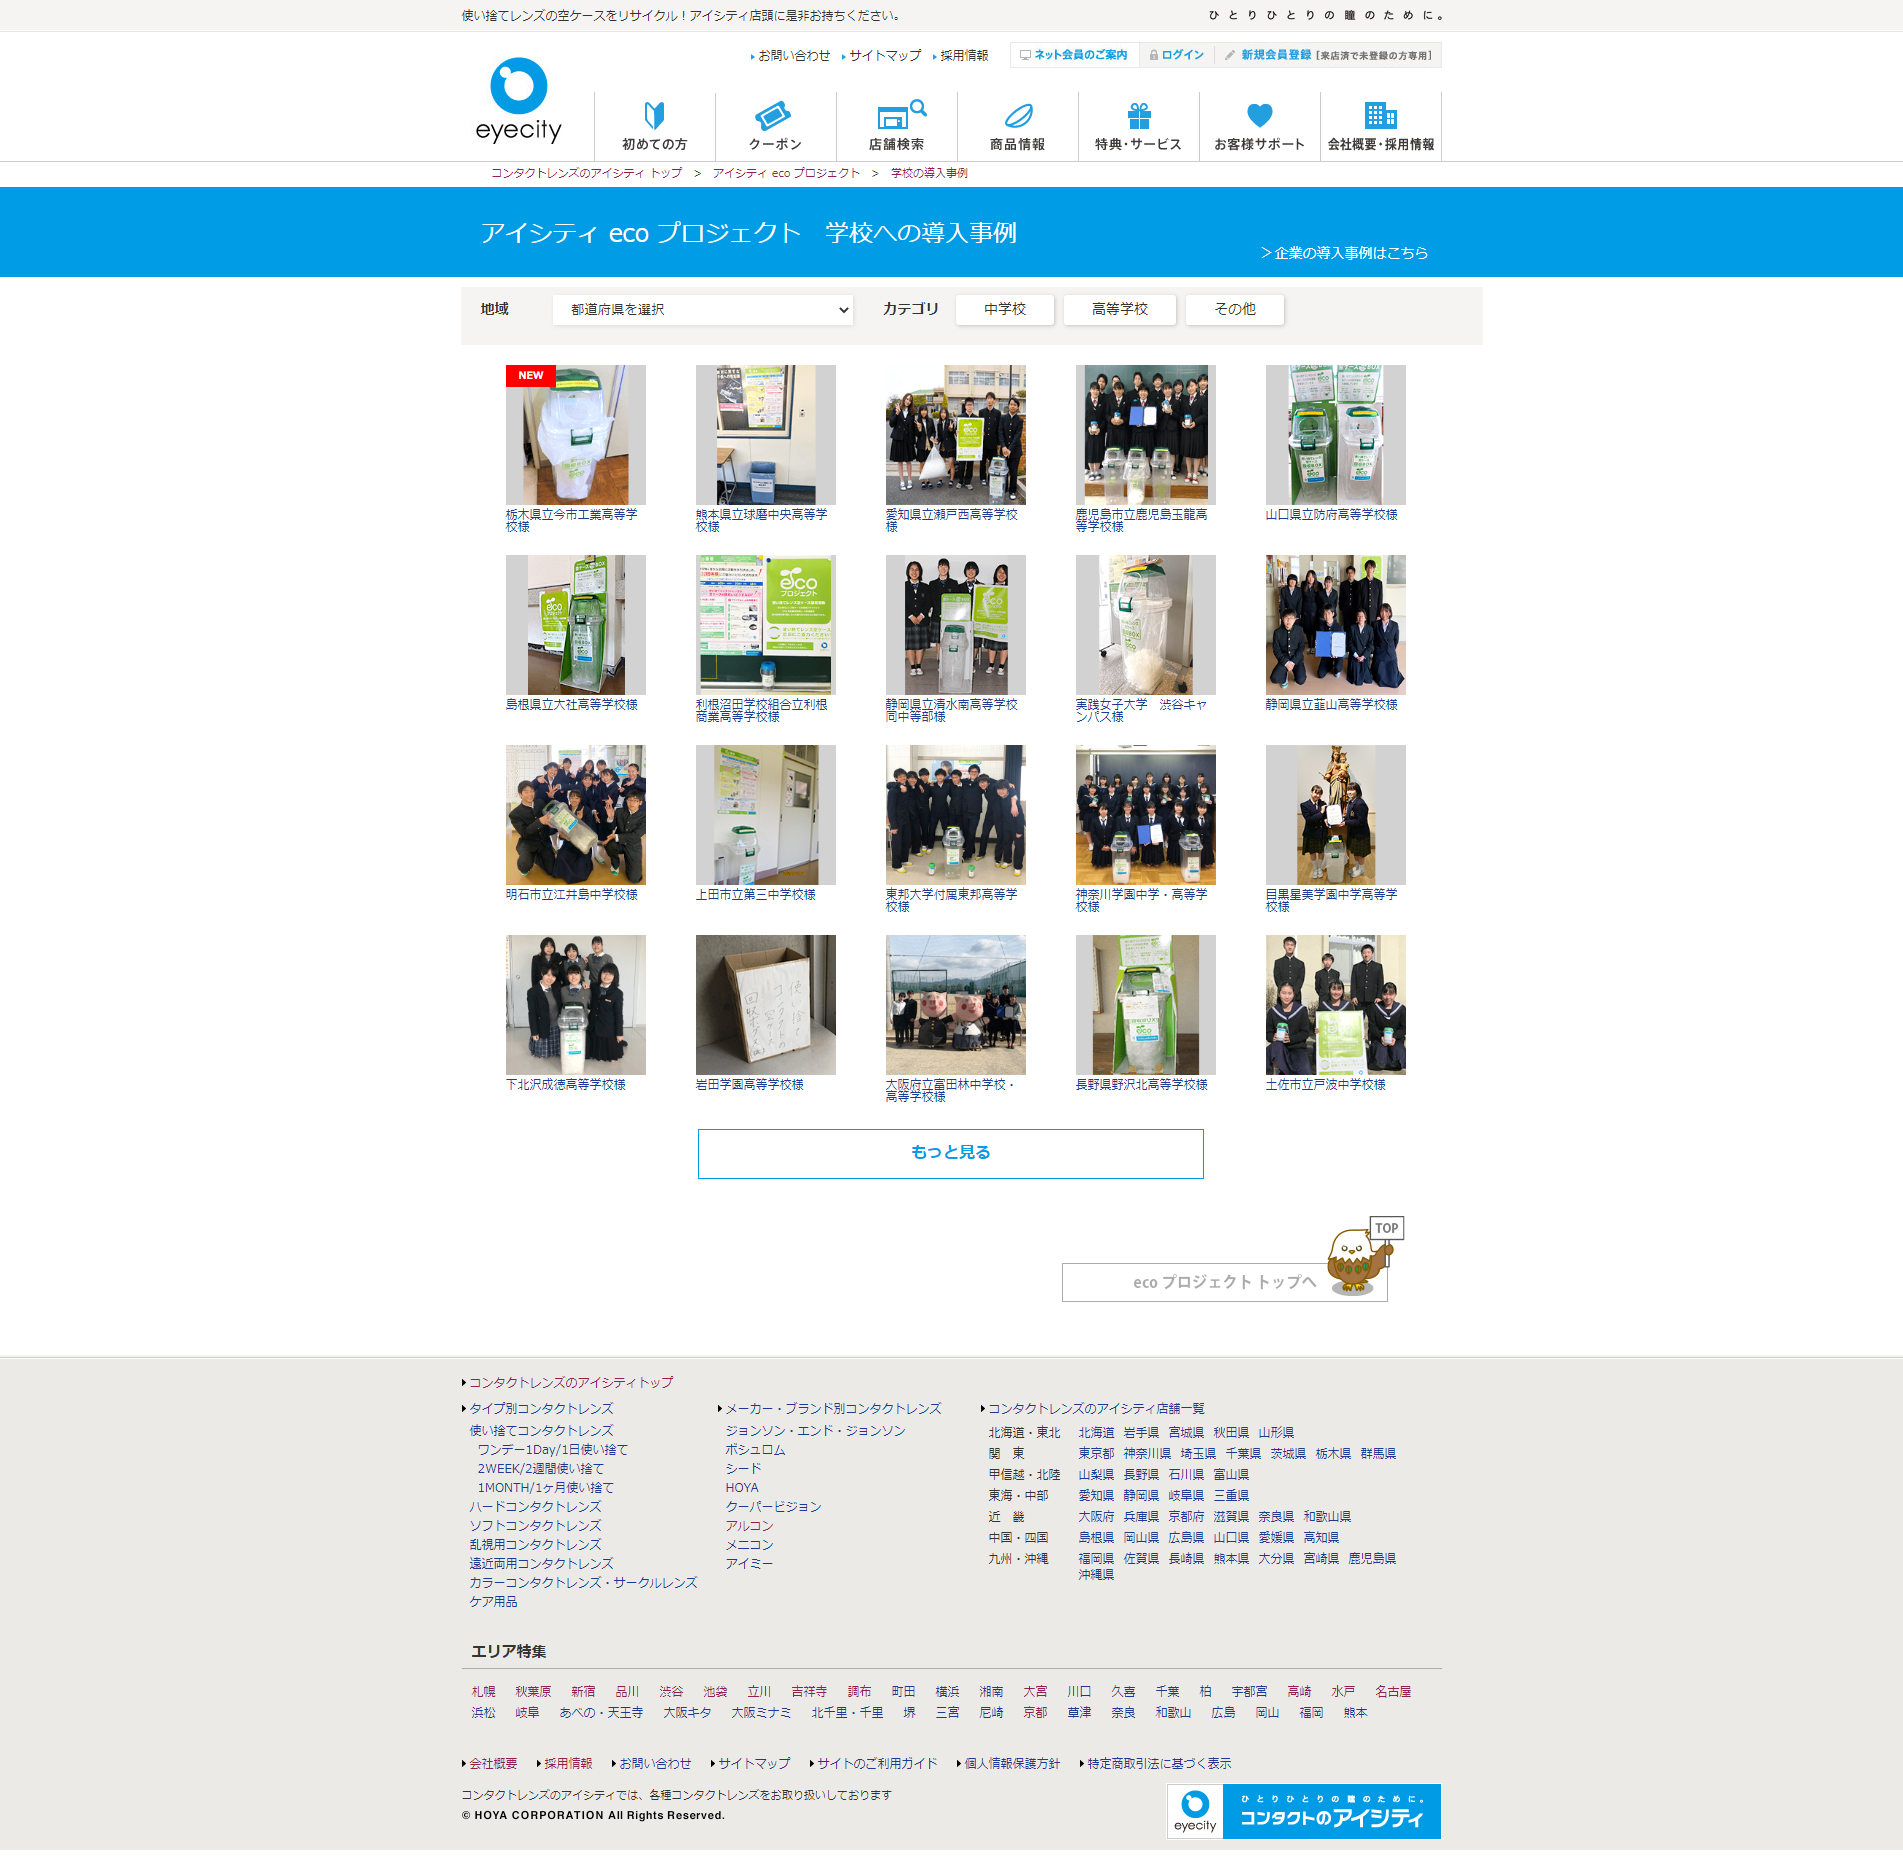 使い捨てレンズの空ケースをリサイクル！アイシティ店頭に是非お持ちください。
ひとりひとりの瞳のために。
お問い合わせ サイトマップ 採用情報 ネット会員のご案内 ログイン 新規会員登録 [来店済で未登録の方専用]
eyecity
初めての方 クーポン 店舗検索 商品情報 特典・サービス お客様サポート 会社概要・採用情報
コンタクトレンズのアイシティ トップ > アイシティ eco プロジェクト > 学校の導入事例
アイシティ eco プロジェクト 学校への導入事例
＞企業の導入事例はこちら
地域 都道府県を選択 カテゴリ 中学校 高等学校 その他
NEW
栃木県立今市工業高等学校様
熊本県立球磨中央高等学校様
愛知県立瀬戸西高等学校様
鹿児島市立鹿児島玉龍高等学校様
山口県立防府高等学校様
eco
プロジェクト
島根県立大社高等学校様
利根沼田学校組合立利根商業高等学校様
静岡県立清水南高等学校同中等部様
実践女子大学 渋谷キャンパス様
静岡県立韮山高等学校様
明石市立江井島中学校様
上田市立第三中学校様
東邦大学付属東邦高等学校様
神奈川学園中学・高等学校様
目黒星美学園中学高等学校様
下北沢成徳高等学校様
岩田学園高等学校様
大阪府立富田林中学校・高等学校様
長野県野沢北高等学校様
土佐市立戸波中学校様
もっと見る
TOP
eco プロジェクト トップへ
コンタクトレンズのアイシティトップ
タイプ別コンタクトレンズ
使い捨てコンタクトレンズ
ワンデー1Day/1日使い捨て
2WEEK/2週間使い捨て
1MONTH/1ヶ月使い捨て
ハードコンタクトレンズ
ソフトコンタクトレンズ
乱視用コンタクトレンズ
遠近両用コンタクトレンズ
カラーコンタクトレンズ・サークルレンズ
ケア用品
メーカー・ブランド別コンタクトレンズ
ジョンソン・エンド・ジョンソン
ボシュロム
シード
HOYA
クーパービジョン
アルコン
メニコン
アイミー
コンタクトレンズのアイシティ店舗一覧
北海道・東北 北海道 岩手県 宮城県 秋田県 山形県
関 東 東京都 神奈川県 埼玉県 千葉県 茨城県 栃木県 群馬県
甲信越・北陸 山梨県 長野県 石川県 富山県
東海・中部 愛知県 静岡県 岐阜県 三重県
近 畿 大阪府 兵庫県 京都府 滋賀県 奈良県 和歌山県
中国・四国 島根県 岡山県 広島県 山口県 愛媛県 高知県
九州・沖縄 福岡県 佐賀県 長崎県 熊本県 大分県 宮崎県 鹿児島県
沖縄県
エリア特集
札幌 秋葉原 新宿 品川 渋谷 池袋 立川 吉祥寺 調布 町田 横浜 湘南 大宮 川口 久喜 千葉 柏 宇都宮 高崎 水戸 名古屋
浜松 岐阜 あべの・天王寺 大阪キタ 大阪ミナミ 北千里・千里 堺 三宮 尼崎 京都 草津 奈良 和歌山 広島 岡山 福岡 熊本
会社概要 採用情報 お問い合わせ サイトマップ サイトのご利用ガイド 個人情報保護方針 特定商取引法に基づく表示
コンタクトレンズのアイシティでは、各種コンタクトレンズをお取り扱いしております
© HOYA CORPORATION All Rights Reserved.
eyecity
ひとりひとりの瞳のために。
コンタクトのアイシティ